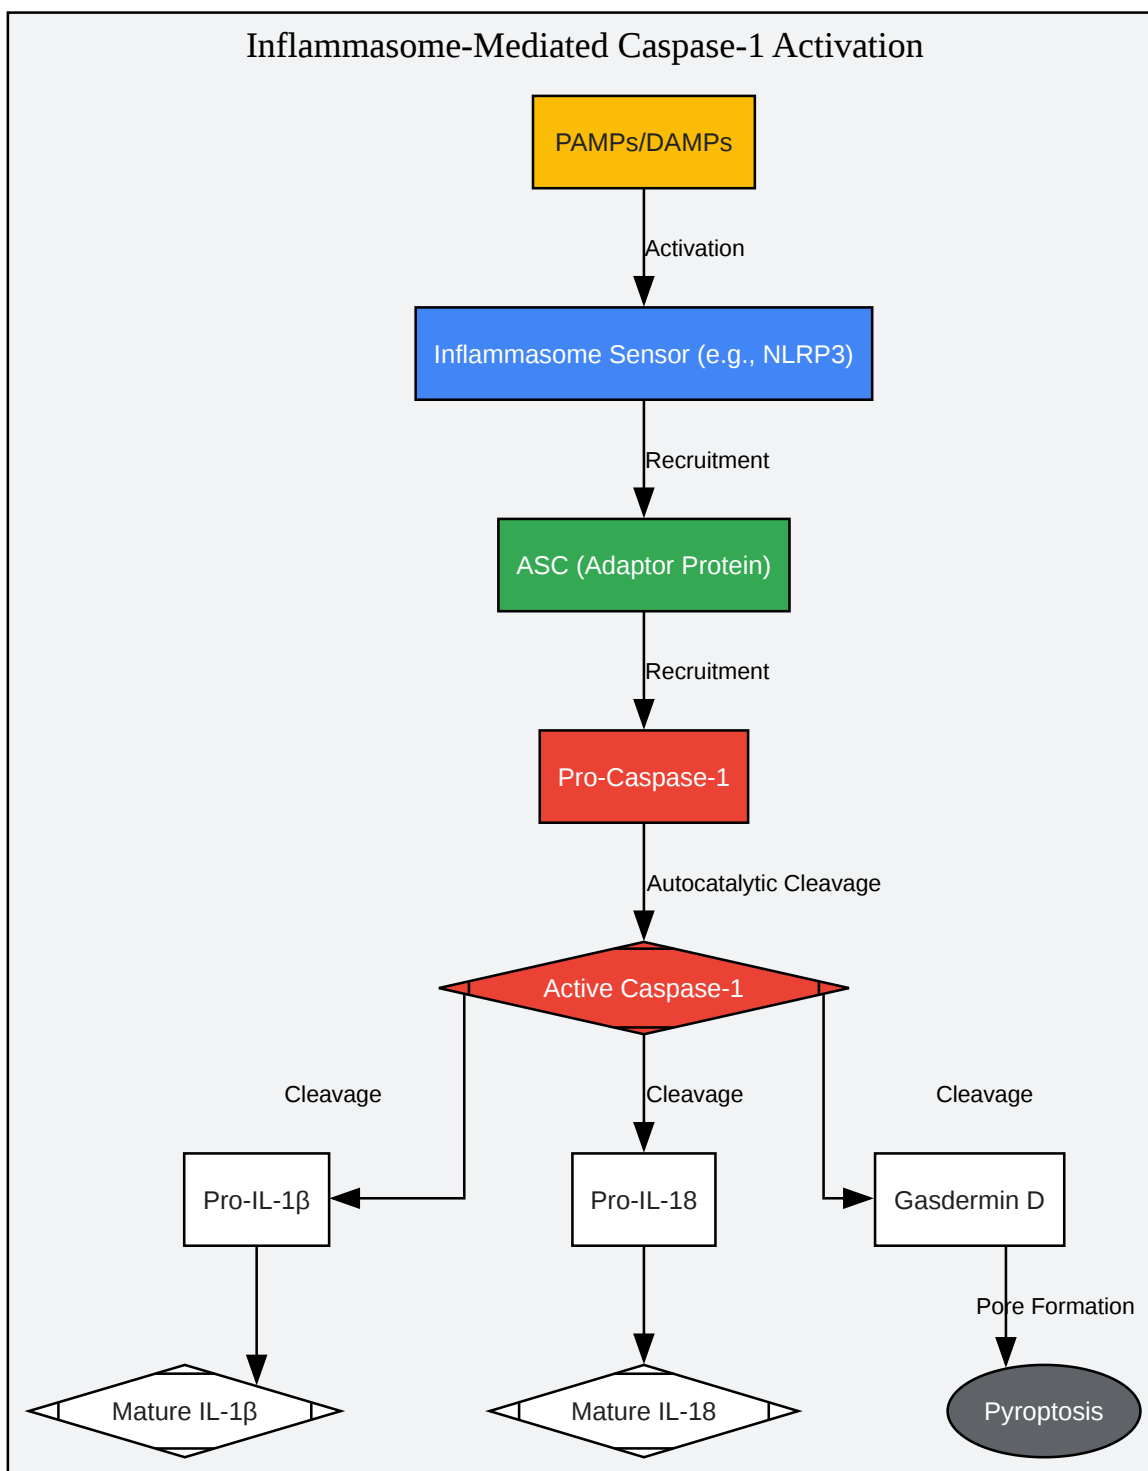 Inflammasome-Mediated Caspase-1 Activation
PAMPs/DAMPs
Activation
Inflammasome Sensor (e.g., NLRP3)
Recruitment
ASC (Adaptor Protein)
Recruitment
Pro-Caspase-1
Autocatalytic Cleavage
Active Caspase-1
Cleavage
Cleavage
Cleavage
Pro-IL-1β
Pro-IL-18
Gasdermin D
Pore Formation
Mature IL-1β
Mature IL-18
Pyroptosis